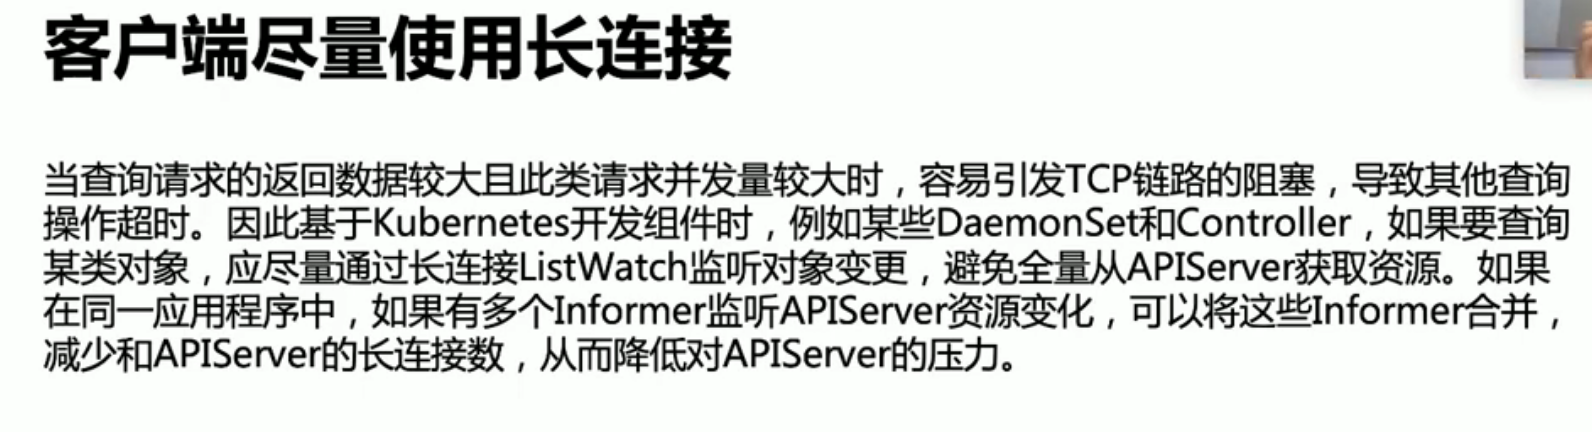 客户端尽量使用长连接
当查询请求的返回数据较大且此类请求并发量较大时，容易引发TCP链路的阻塞，导致其他查询
操作超时。因此基于Kubernetes开发组件时，例如某些DaemonSet和Controller，如果要查询
某类对象，应尽量通过长连接ListWatch监听对象变更，避免全量从APIServer获取资源。如果
在同一应用程序中，如果有多个Informer监听APIServer资源变化，可以将这些Informer合并，
减少和APIServer的长连接数，从而降低对APIServer的压力。